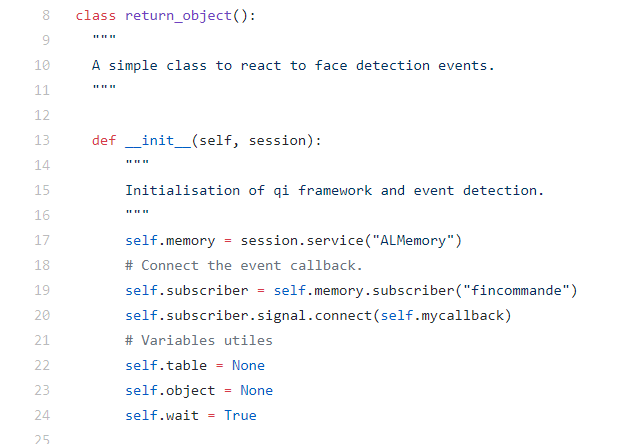 8 class return_object():
9 """
10 A simple class to react to face detection events.
11 """
12
13 def __init__(self, session):
14 """
15 Initialisation of qi framework and event detection.
16 """
17 self.memory = session.service("ALMemory")
18 # Connect the event callback.
19 self.subscriber = self.memory.subscriber("fincommande")
20 self.subscriber.signal.connect(self.mycallback)
21 # Variables utiles
22 self.table = None
23 self.object = None
24 self.wait = True
25